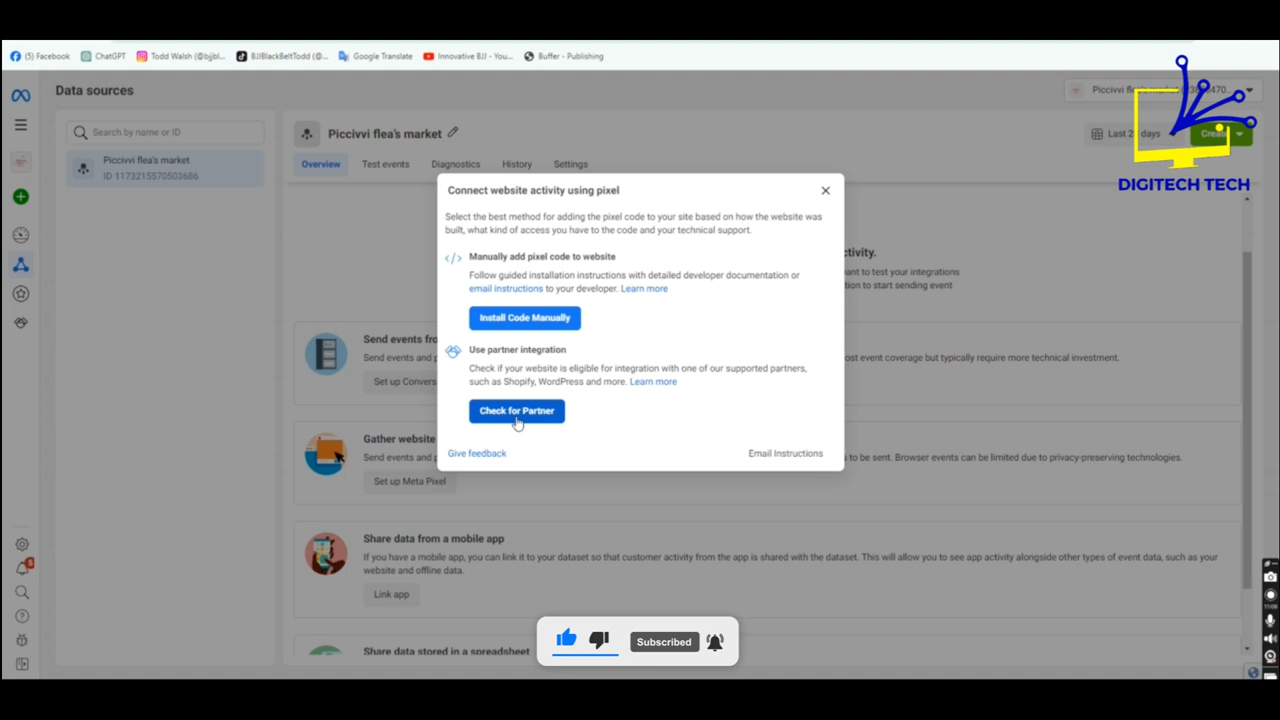 (5) Facebook
ChatGPT
Todd Walsh (@bjjbl...
BJJBlackBeltTodd (@...
Google Translate
Innovative BJJ - You...
Buffer - Publishing
Data sources
Piccivvi flea's market
Search by name or ID
Piccivvi flea's market
ID 1173215570503686
Piccivvi flea's market
Last 28 days
Create
DIGITECH TECH
Overview
Test events
Diagnostics
History
Settings
Connect website activity using pixel
Select the best method for adding the pixel code to your site based on how the website was
built, what kind of access you have to the code and your technical support.
Manually add pixel code to website
Follow guided installation instructions with detailed developer documentation or
email instructions to your developer. Learn more
Install Code Manually
Use partner integration
Check if your website is eligible for integration with one of our supported partners,
such as Shopify, WordPress and more. Learn more
Check for Partner
Give feedback
Email Instructions
ctivity.
want to test your integrations
tion to start sending event
Send events fro
Send events and p
ost event coverage but typically require more technical investment.
Set up Convers
Gather website
Send events and p
to be sent. Browser events can be limited due to privacy-preserving technologies.
Set up Meta Pixel
Share data from a mobile app
If you have a mobile app, you can link it to your dataset so that customer activity from the app is shared with the dataset. This will allow you to see app activity alongside other types of event data, such as your
website and offline data.
Link app
Share data stored in a spreadsheet
Subscribed